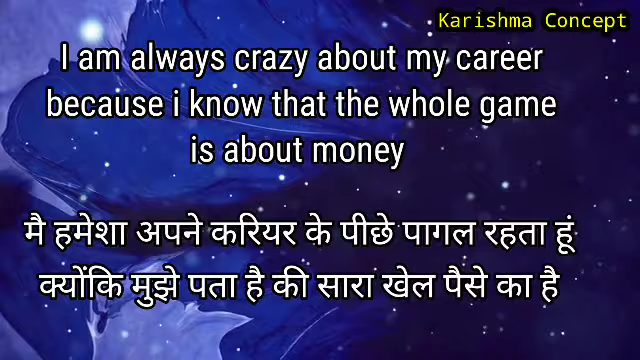 Karishma Concept
I am always crazy about my career
because i know that the whole game
is about money
मै हमेशा अपने करियर के पीछे पागल रहता हूं
क्योंकि मुझे पता है की सारा खेल पैसे का है